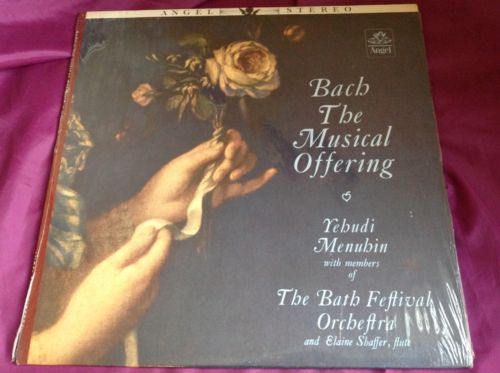 ANGEL STEREO
Angel
Bach
The
Musical
Offering
Yehudi
Menuhin
with members
of
The Bath Feſtival
Orcheſtra
and Elaine Shaffer, flute